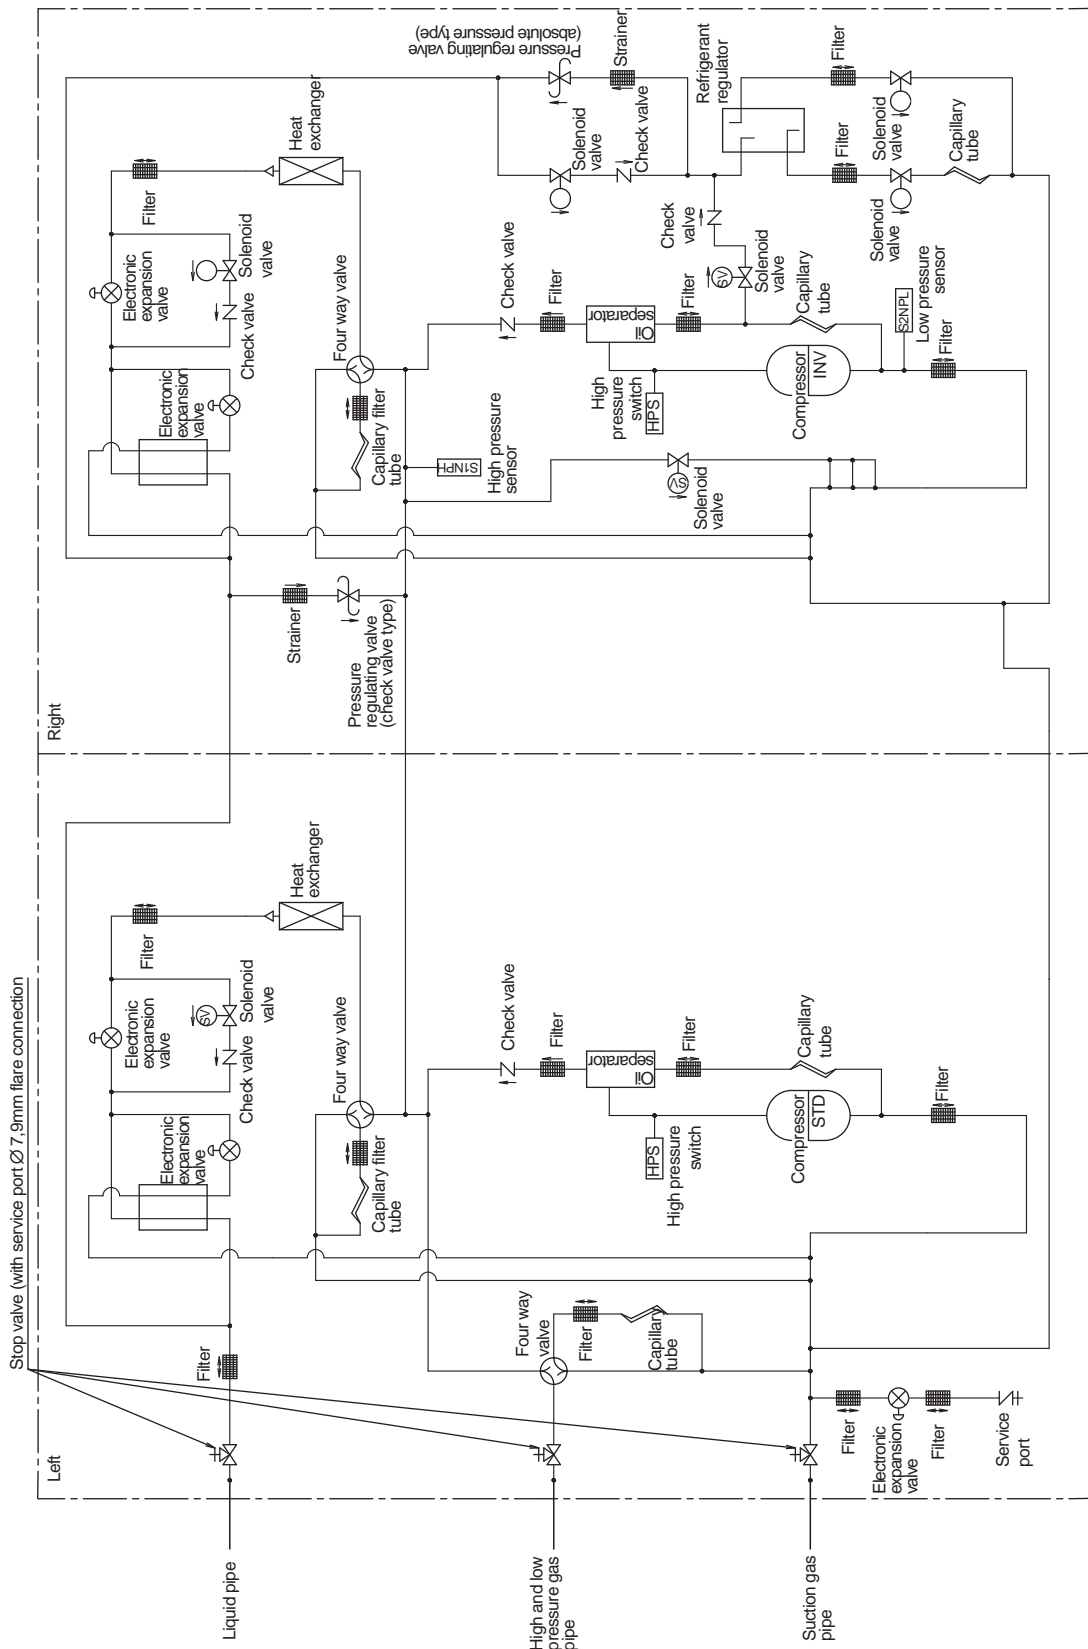 Stop valve (with service port Ø 7,9mm flare connection
Left
Liquid pipe
High and low
pressure gas
pipe
Suction gas
pipe
Filter
Electronic
expansion
valve
Electronic
expansion
valve
Filter
Check valve
SV
Solenoid
valve
Heat
exchanger
Four way valve
Capillary filter
Capillary
tube
Four way
valve
Filter
Capillary
tube
Check valve
Filter
Oil
separator
Filter
HPS
High pressure
switch
Capillary
tube
Compressor
STD
Filter
Filter
Electronic
expansion
valve
Filter
Service
port
Right
Electronic
expansion
valve
Electronic
expansion
valve
Filter
Check valve
Solenoid
valve
Heat
exchanger
Strainer
Pressure
regulating valve
(check valve type)
Four way valve
Capillary filter
Capillary
tube
S1NPH
High pressure
sensor
Check valve
Filter
Pressure regulating valve
(absolute pressure type)
Strainer
Solenoid
valve
Check valve
Oil
separator
Filter
High
pressure
switch
HPS
SV
Solenoid
valve
Check
valve
SV
Solenoid
valve
Refrigerant
regulator
Capillary
tube
Compressor
INV
Filter
Solenoid
valve
Filter
Solenoid
valve
Capillary
tube
S2NPL
Low pressure
sensor
Filter